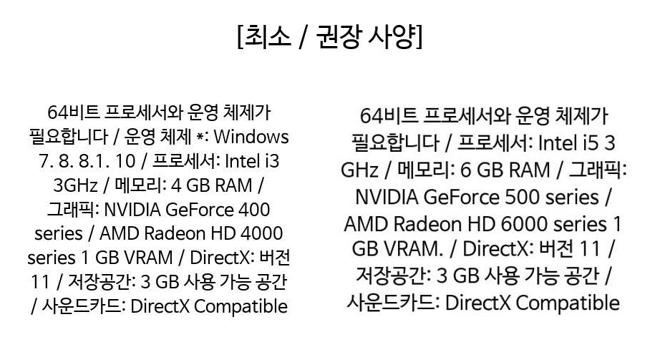 [최소 / 권장 사양]
64비트 프로세서와 운영 체제가
필요합니다 / 운영 체제 *: Windows
7. 8. 8.1. 10 / 프로세서: Intel i3
3GHz / 메모리: 4 GB RAM /
그래픽: NVIDIA GeForce 400
series / AMD Radeon HD 4000
series 1 GB VRAM / DirectX: 버전
11 / 저장공간: 3 GB 사용 가능 공간
/ 사운드카드: DirectX Compatible
64비트 프로세서와 운영 체제가
필요합니다 / 프로세서: Intel i5 3
GHz / 메모리: 6 GB RAM / 그래픽:
NVIDIA GeForce 500 series /
AMD Radeon HD 6000 series 1
GB VRAM. / DirectX: 버전 11 /
저장공간: 3 GB 사용 가능 공간 /
사운드카드: DirectX Compatible